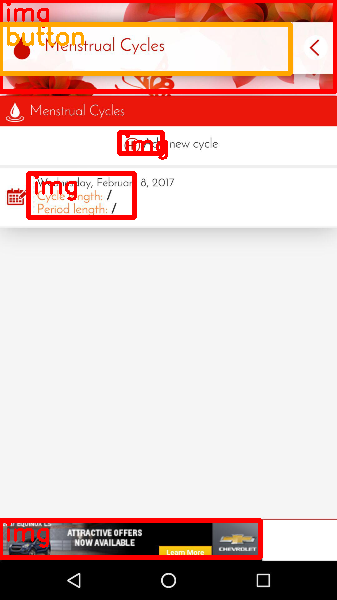 ima
button
Menstrual Cycles
Menstrual Cycles
img
new cycle
img
Wednesday, February 8, 2017
Cycle length: /
Period length: /
img
ATTRACTIVE OFFERS
NOW AVAILABLE
Learn More
CHEVROLET